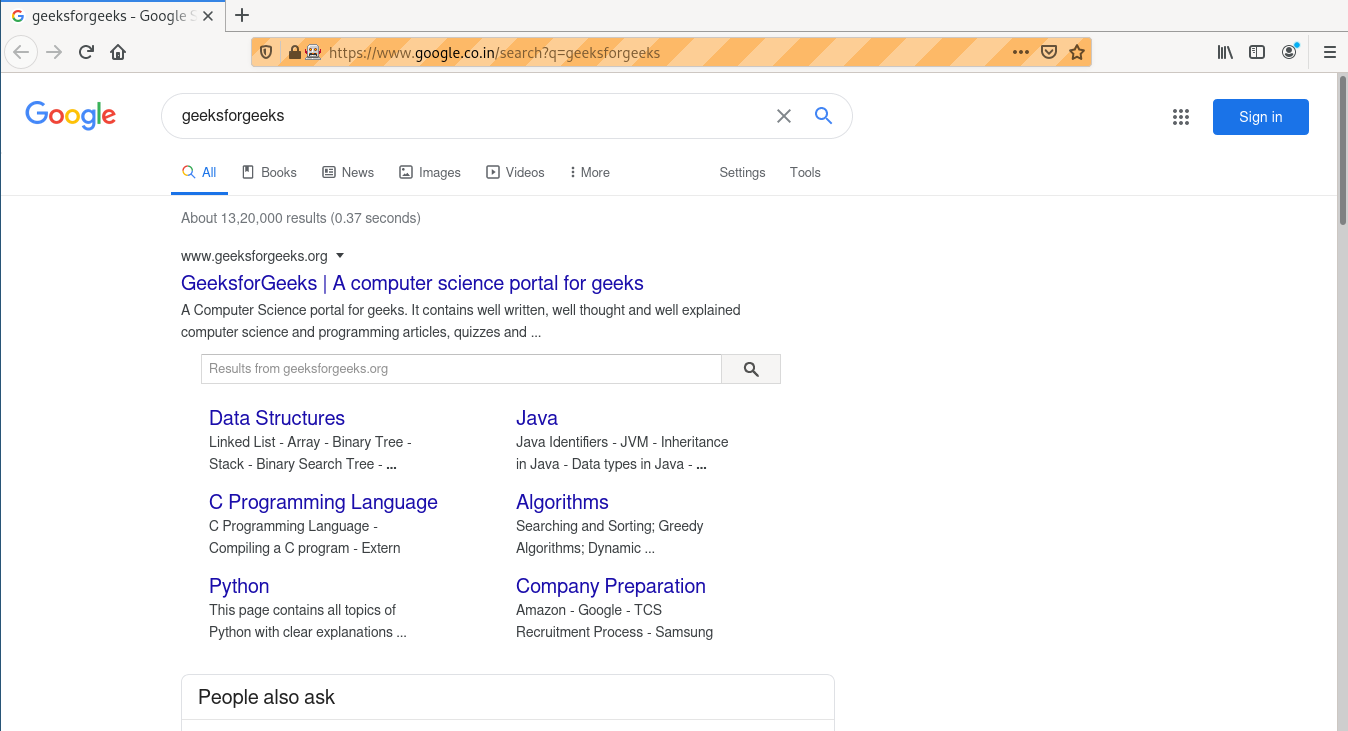 geeksforgeeks - Google S
https://www.google.co.in/search?q=geeksforgeeks
Google
geeksforgeeks
Sign in
All Books News Images Videos More Settings Tools
About 13,20,000 results (0.37 seconds)
www.geeksforgeeks.org
GeeksforGeeks | A computer science portal for geeks
A Computer Science portal for geeks. It contains well written, well thought and well explained
computer science and programming articles, quizzes and ...
Results from geeksforgeeks.org
Data Structures
Linked List - Array - Binary Tree -
Stack - Binary Search Tree - ...
Java
Java Identifiers - JVM - Inheritance
in Java - Data types in Java - ...
C Programming Language
C Programming Language -
Compiling a C program - Extern
Algorithms
Searching and Sorting; Greedy
Algorithms; Dynamic ...
Python
This page contains all topics of
Python with clear explanations ...
Company Preparation
Amazon - Google - TCS
Recruitment Process - Samsung
People also ask